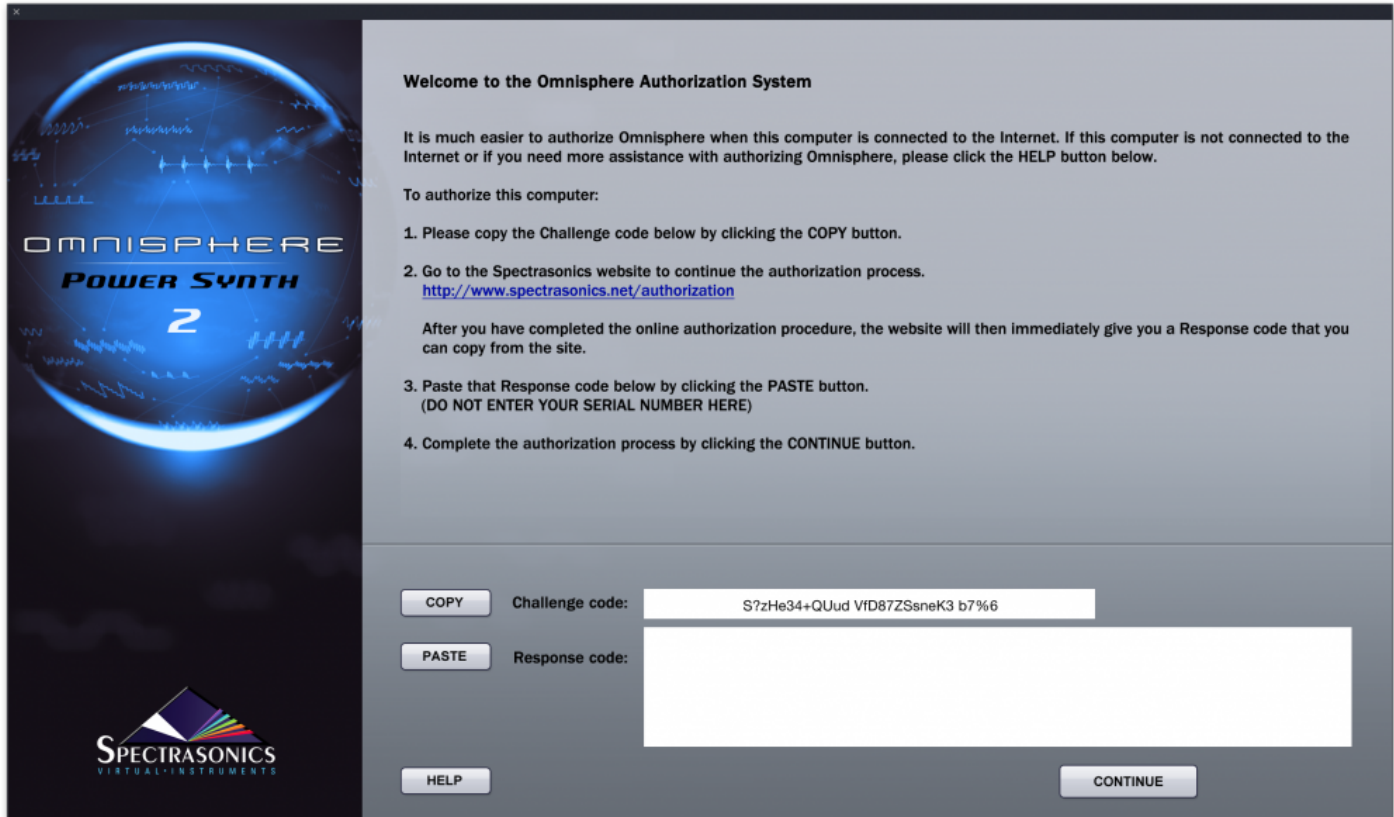 ×
Welcome to the Omnisphere Authorization System
It is much easier to authorize Omnisphere when this computer is connected to the Internet. If this computer is not connected to the
Internet or if you need more assistance with authorizing Omnisphere, please click the HELP button below.
To authorize this computer:
1. Please copy the Challenge code below by clicking the COPY button.
2. Go to the Spectrasonics website to continue the authorization process.
http://www.spectrasonics.net/authorization
After you have completed the online authorization procedure, the website will then immediately give you a Response code that you
can copy from the site.
3. Paste that Response code below by clicking the PASTE button.
(DO NOT ENTER YOUR SERIAL NUMBER HERE)
4. Complete the authorization process by clicking the CONTINUE button.
OMNISPHERE
POWER SYNTH
2
COPY Challenge code: S?zHe34+QUud VfD87ZSsneK3 b7%6
PASTE Response code:
SPECTRASONICS
VIRTUAL·INSTRUMENTS
HELP CONTINUE